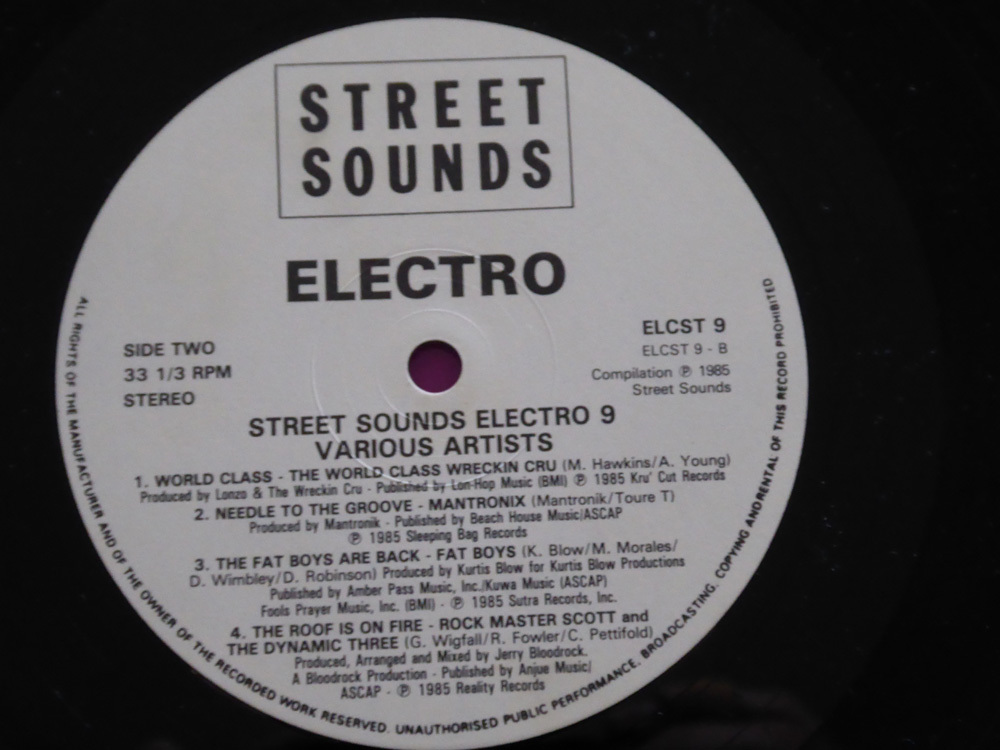 STREET
SOUNDS
ELECTRO
SIDE TWO
33 1/3 RPM
STEREO
ELCST 9
ELCST 9 - B
Compilation ℗ 1985
Street Sounds
STREET SOUNDS ELECTRO 9
VARIOUS ARTISTS
1. WORLD CLASS - THE WORLD CLASS WRECKIN CRU (M. Hawkins/A. Young)
Produced by Lonzo & The Wreckin Cru - Published by Lon-Hop Music (BMI) ℗ 1985 Kru' Cut Records
2. NEEDLE TO THE GROOVE - MANTRONIX (Mantronik/Toure T)
Produced by Mantronik - Published by Beach House Music/ASCAP
℗ 1985 Sleeping Bag Records
3. THE FAT BOYS ARE BACK - FAT BOYS (K. Blow/M. Morales/
D. Wimbley/D. Robinson) Produced by Kurtis Blow for Kurtis Blow Productions
Published by Amber Pass Music, Inc./Kuwa Music (ASCAP)
Fools Prayer Music, Inc. (BMI) - ℗ 1985 Sutra Records, Inc.
4. THE ROOF IS ON FIRE - ROCK MASTER SCOTT and
THE DYNAMIC THREE (G. Wigfall/R. Fowler/C. Pettifold)
Produced, Arranged and Mixed by Jerry Bloodrock.
A Bloodrock Production - Published by Anjue Music/
ASCAP - ℗ 1985 Reality Records
ALL RIGHTS OF THE MANUFACTURER AND OF THE OWNER OF THE RECORDED WORK RESERVED. UNAUTHORISED PUBLIC PERFORMANCE. BROADCASTING. COPYING ANDRENTAL OF THIS RECORD PROHIBITED